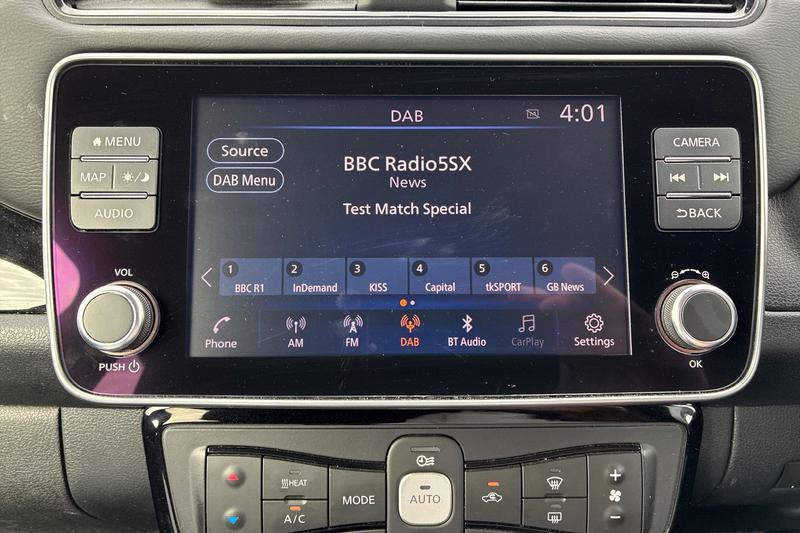 DAB
4:01
MENU
MAP
AUDIO
Source
DAB Menu
BBC Radio5SX
News
Test Match Special
CAMERA
BACK
1 BBC R1
2 InDemand
3 KISS
4 Capital
5 tkSPORT
6 GB News
VOL
PUSH
Phone
AM
FM
DAB
BT Audio
CarPlay
Settings
OK
HEAT
A/C
MODE
AUTO
+
−